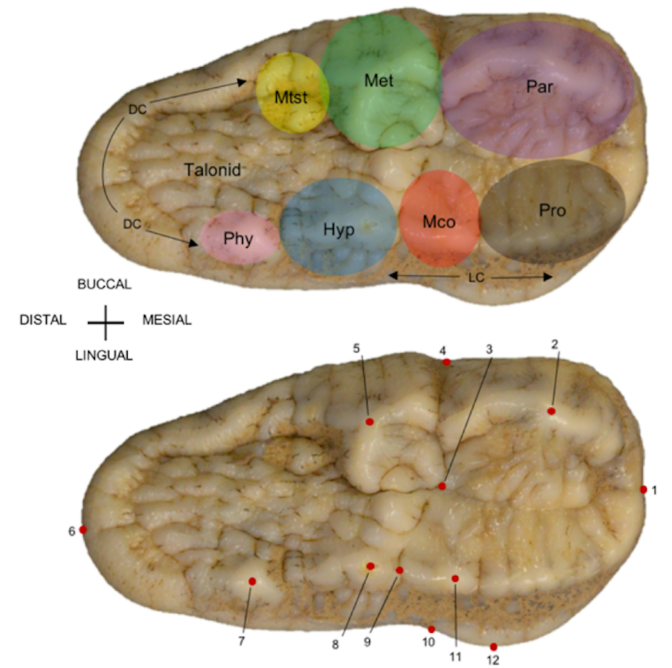 Met
Par
Mtst
DC
Talonid
Mco
Pro
DC
Phy
Hyp
LC
BUCCAL
DISTAL MESIAL
LINGUAL
5 4 3 2
1
6
7 8 9 10 11 12